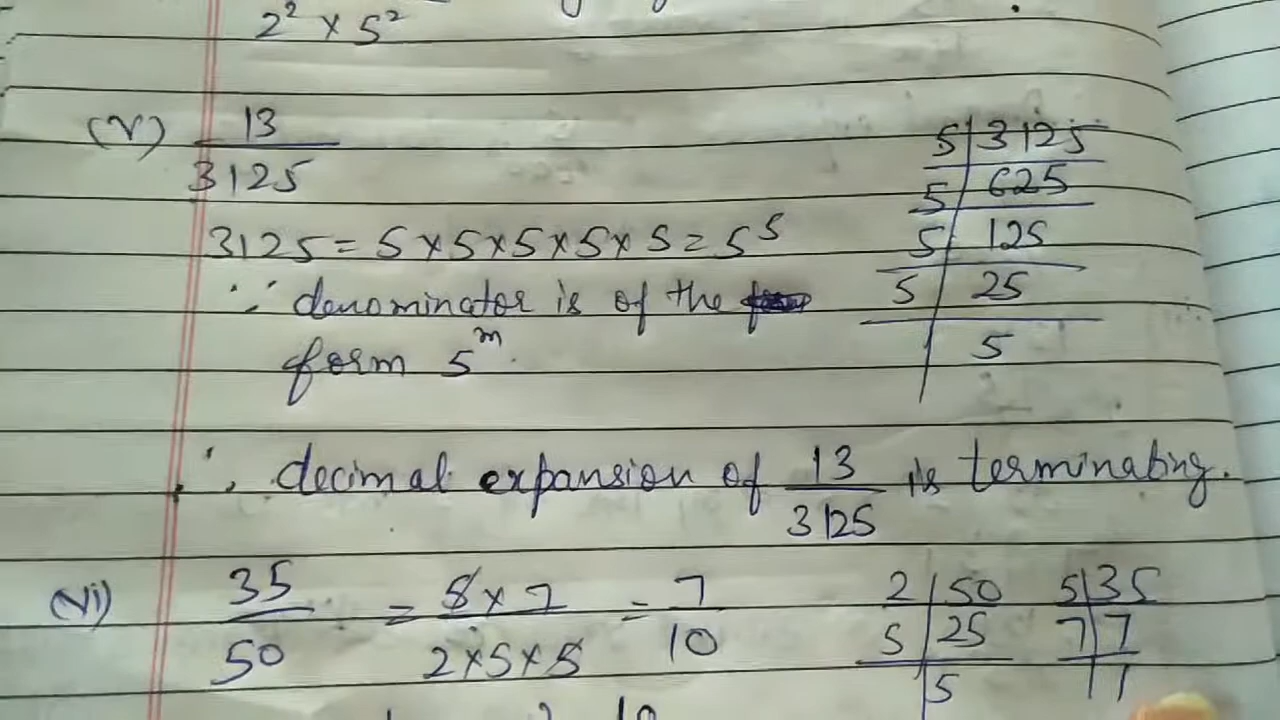 2² × 5²
(V) 13/3125
5 | 3125
5 | 625
5 | 125
5 | 25
5
3125 = 5×5×5×5×5 = 5⁵
∵ denominator is of the
form 5ᵐ.
∴ decimal expansion of 13/3125 is terminating.
(vi) 35/50 = 5×7/2×5×5 = 7/10
2 | 50
5 | 25
5
5 | 35
7 | 7
1